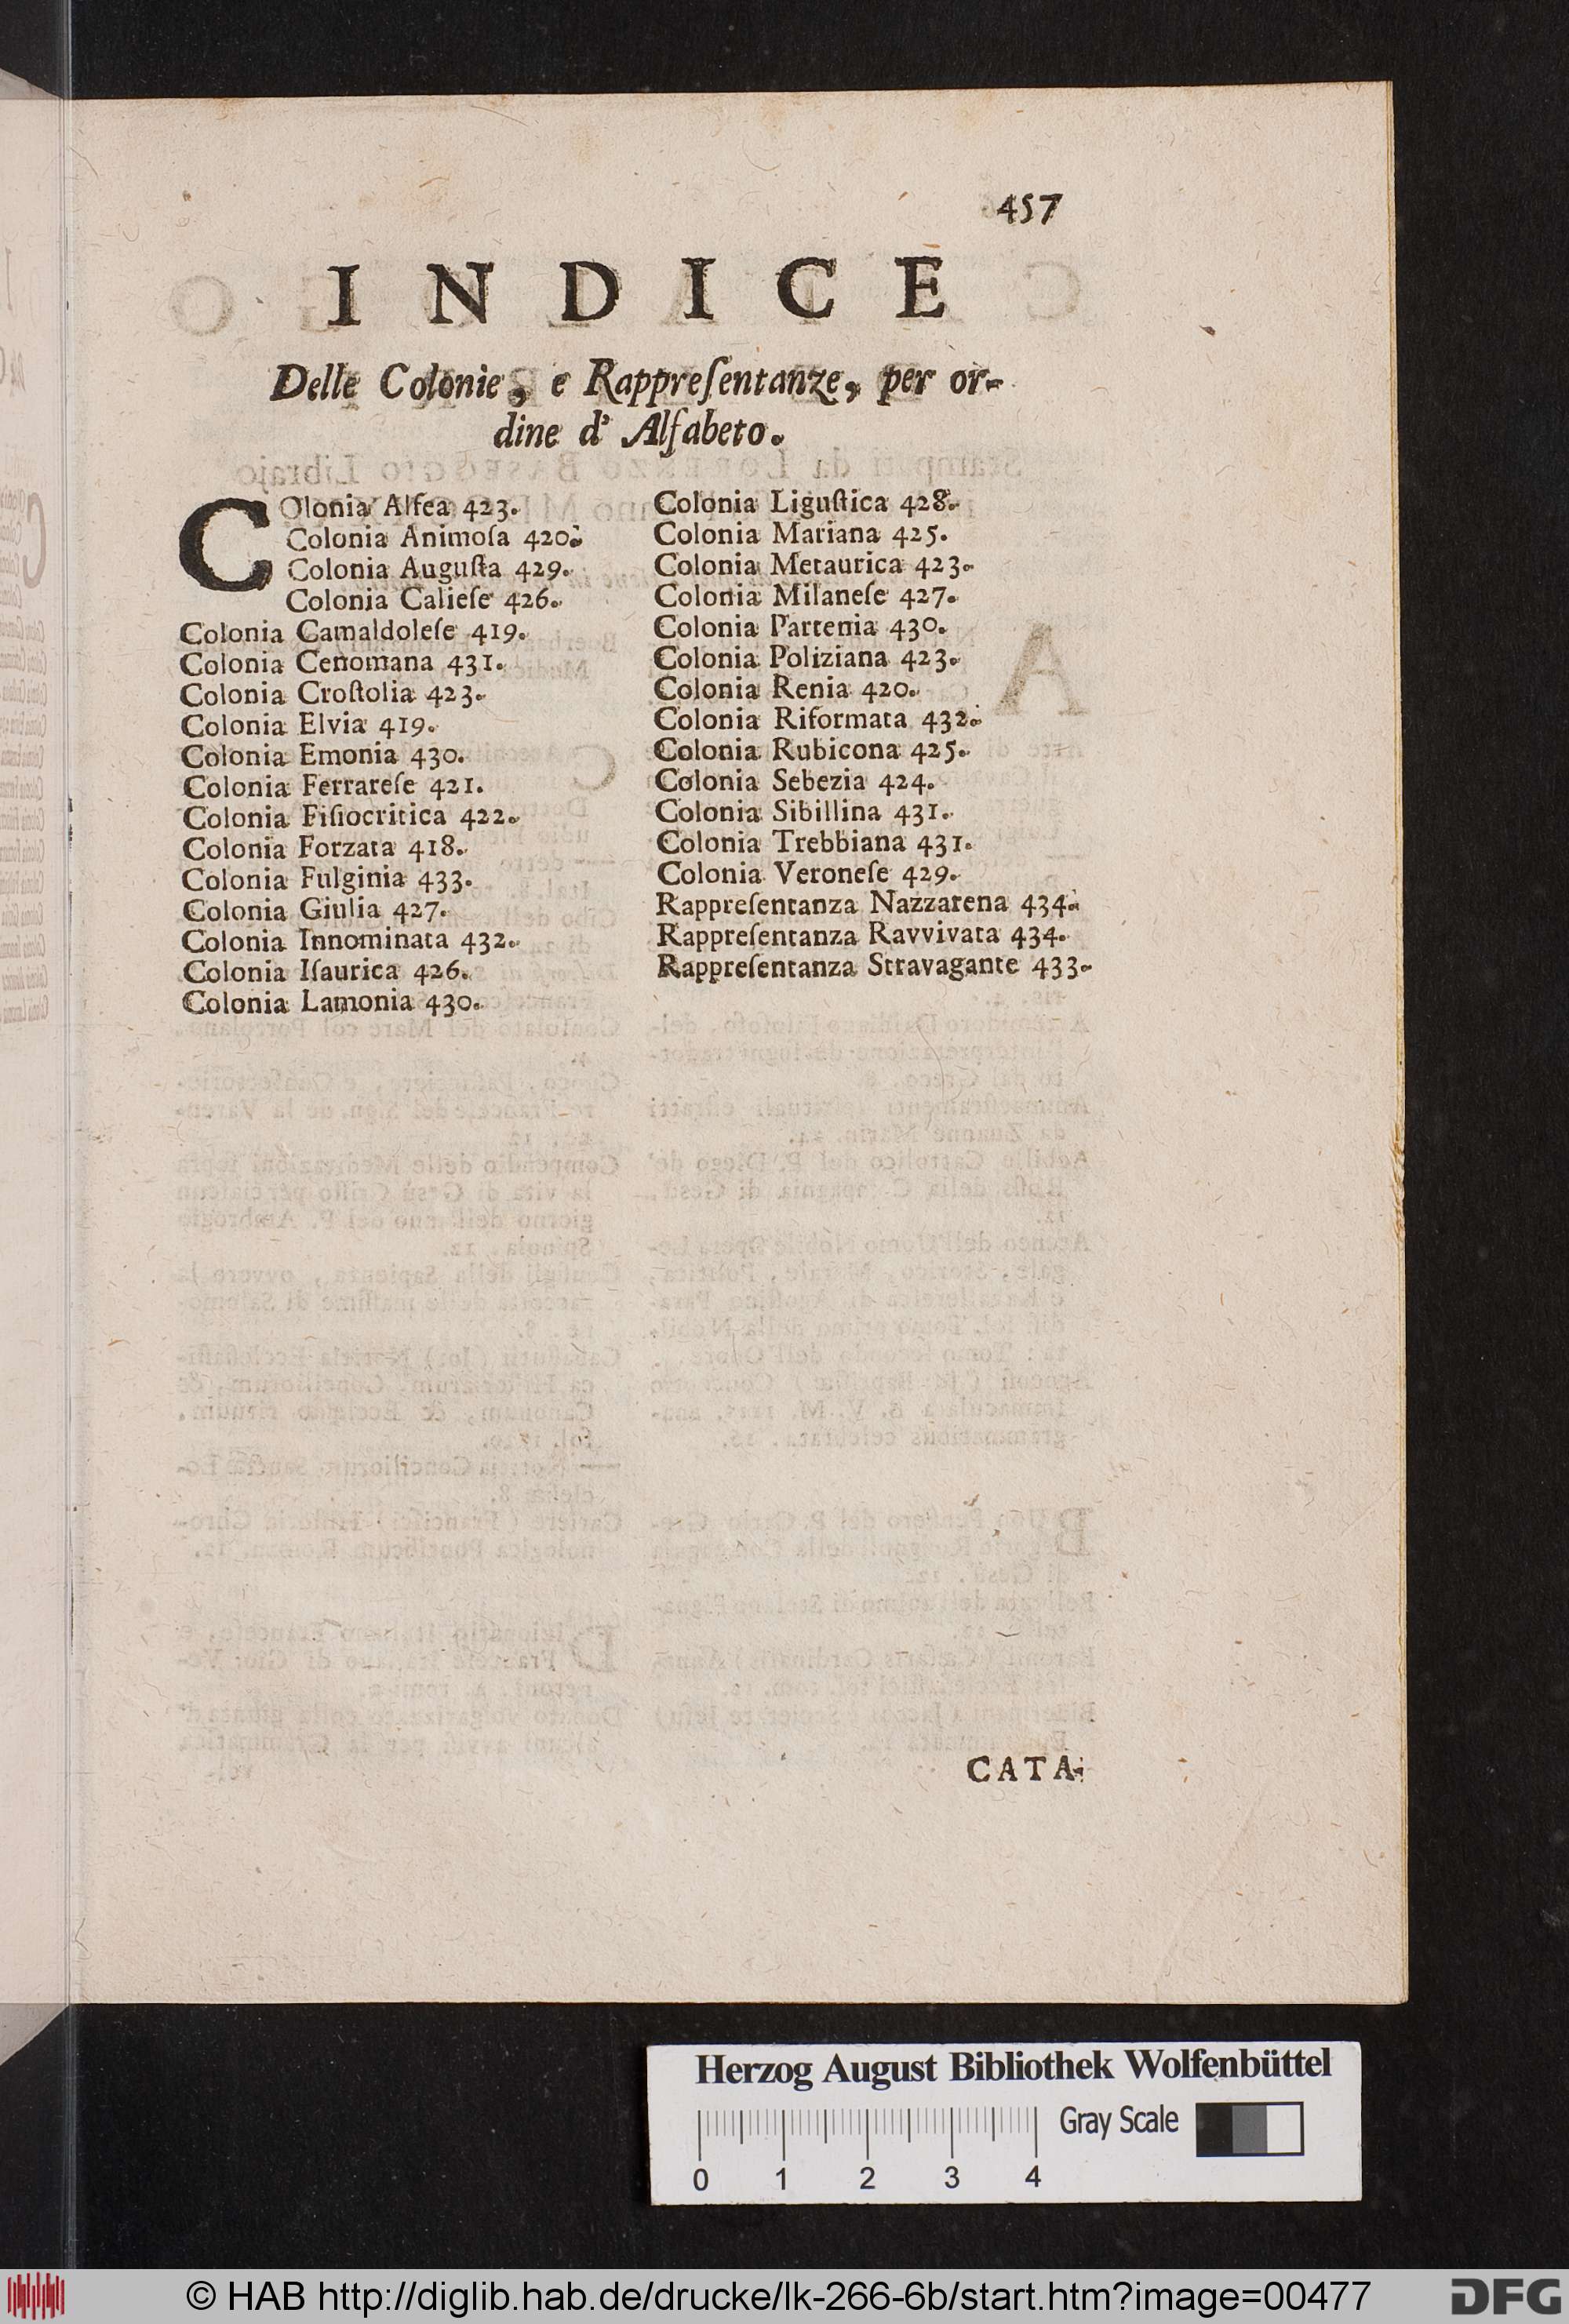 457
INDICE
Delle Colonie, e Rappreſentanze, per or-
dine d' Alfabeto.
COlonia Alfea 423.
Colonia Animoſa 420.
Colonia Auguſta 429.
Colonia Calieſe 426.
Colonia Camaldoleſe 419.
Colonia Cenomana 431.
Colonia Croſtolia 423.
Colonia Elvia 419.
Colonia Emonia 430.
Colonia Ferrareſe 421.
Colonia Fiſiocritica 422.
Colonia Forzata 418.
Colonia Fulginia 433.
Colonia Giulia 427.
Colonia Innominata 432.
Colonia Iſaurica 426.
Colonia Lamonia 430.
Colonia Liguſtica 428.
Colonia Mariana 425.
Colonia Metaurica 423.
Colonia Milaneſe 427.
Colonia Partenia 430.
Colonia Poliziana 423.
Colonia Renia 420.
Colonia Riformata 432.
Colonia Rubicona 425.
Colonia Sebezia 424.
Colonia Sibillina 431.
Colonia Trebbiana 431.
Colonia Veroneſe 429.
Rappreſentanza Nazzarena 434.
Rappreſentanza Ravvivata 434.
Rappreſentanza Stravagante 433.
CATA-
Herzog August Bibliothek Wolfenbüttel
Gray Scale
0 1 2 3 4
© HAB http://diglib.hab.de/drucke/lk-266-6b/start.htm?image=00477
DFG